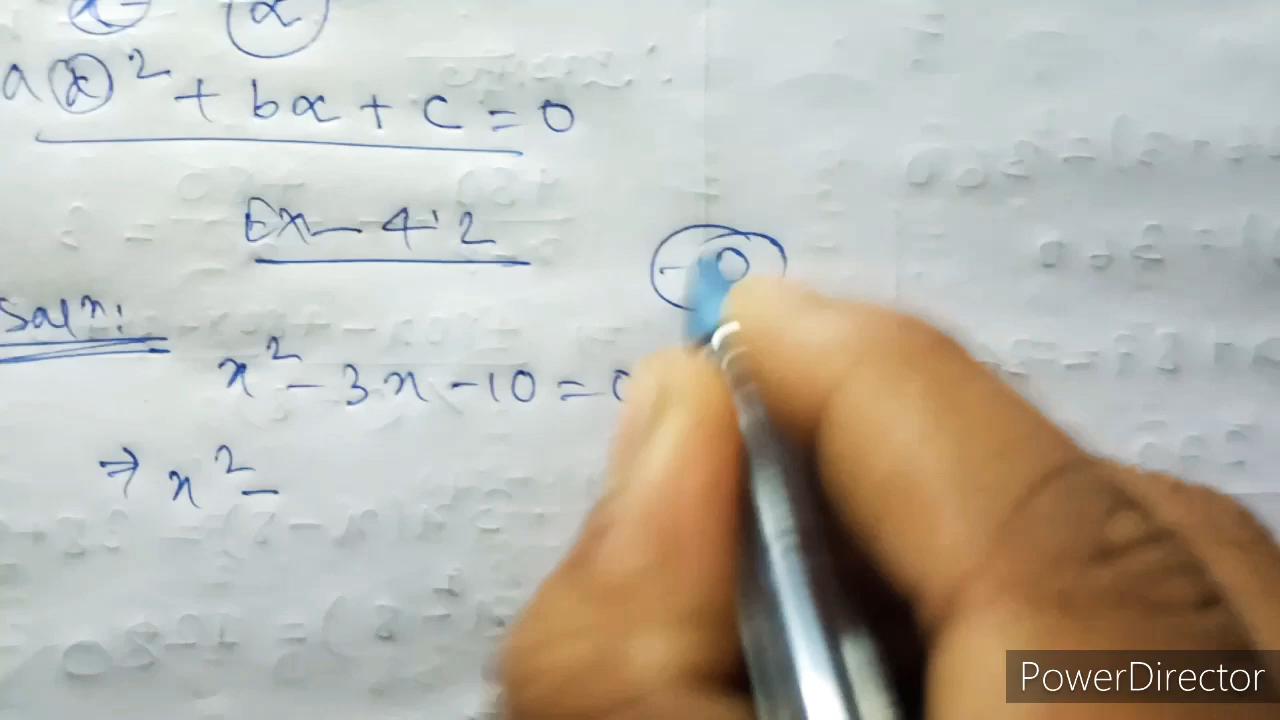 ax² + bx + c = 0
Ex - 4.2
Solⁿ:
x² - 3x - 10 = 0
⇒ x² -
PowerDirector